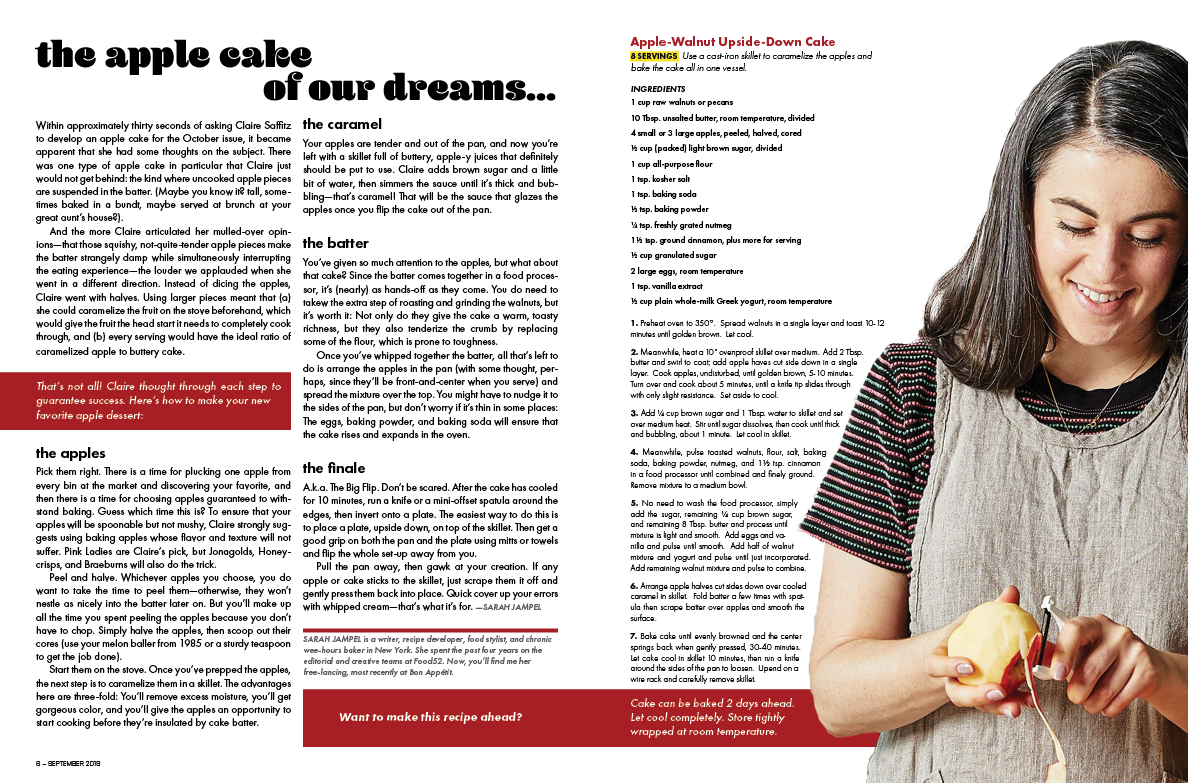 the apple cake
of our dreams...
Within approximately thirty seconds of asking Claire Saffitz
to develop an apple cake for the October issue, it became
apparent that she had some thoughts on the subject. There
was one type of apple cake in particular that Claire just
would not get behind: the kind where uncooked apple pieces
are suspended in the batter. (Maybe you know it? tall, some-
times baked in a bundt, maybe served at brunch at your
great aunt's house?).
And the more Claire articulated her mulled-over opin-
ions—that those squishy, not-quite-tender apple pieces make
the batter strangely damp while simultaneously interrupting
the eating experience—the louder we applauded when she
went in a different direction. Instead of dicing the apples,
Claire went with halves. Using larger pieces meant that (a)
she could caramelize the fruit on the stove beforehand, which
would give the fruit the head start it needs to completely cook
through, and (b) every serving would have the ideal ratio of
caramelized apple to buttery cake.
That's not all! Claire thought through each step to
guarantee success. Here's how to make your new
favorite apple dessert:
the apples
Pick them right. There is a time for plucking one apple from
every bin at the market and discovering your favorite, and
then there is a time for choosing apples guaranteed to with-
stand baking. Guess which time this is? To ensure that your
apples will be spoonable but not mushy, Claire strongly sug-
gests using baking apples whose flavor and texture will not
suffer. Pink Ladies are Claire's pick, but Jonagolds, Honey-
crisps, and Braeburns will also do the trick.
Peel and halve. Whichever apples you choose, you do
want to take the time to peel them—otherwise, they won't
nestle as nicely into the batter later on. But you'll make up
all the time you spent peeling the apples because you don't
have to chop. Simply halve the apples, then scoop out their
cores (use your melon baller from 1985 or a sturdy teaspoon
to get the job done).
Start them on the stove. Once you've prepped the apples,
the next step is to caramelize them in a skillet. The advantages
here are three-fold: You'll remove excess moisture, you'll get
gorgeous color, and you'll give the apples an opportunity to
start cooking before they're insulated by cake batter.
the caramel
Your apples are tender and out of the pan, and now you're
left with a skillet full of buttery, apple-y juices that definitely
should be put to use. Claire adds brown sugar and a little
bit of water, then simmers the sauce until it's thick and bub-
bling—that's caramel! That will be the sauce that glazes the
apples once you flip the cake out of the pan.
the batter
You've given so much attention to the apples, but what about
that cake? Since the batter comes together in a food proces-
sor, it's (nearly) as hands-off as they come. You do need to
takew the extra step of roasting and grinding the walnuts, but
it's worth it: Not only do they give the cake a warm, toasty
richness, but they also tenderize the crumb by replacing
some of the flour, which is prone to toughness.
Once you've whipped together the batter, all that's left to
do is arrange the apples in the pan (with some thought, per-
haps, since they'll be front-and-center when you serve) and
spread the mixture over the top. You might have to nudge it to
the sides of the pan, but don't worry if it's thin in some places:
The eggs, baking powder, and baking soda will ensure that
the cake rises and expands in the oven.
the finale
A.k.a. The Big Flip. Don't be scared. After the cake has cooled
for 10 minutes, run a knife or a mini-offset spatula around the
edges, then invert onto a plate. The easiest way to do this is
to place a plate, upside down, on top of the skillet. Then get a
good grip on both the pan and the plate using mitts or towels
and flip the whole set-up away from you.
Pull the pan away, then gawk at your creation. If any
apple or cake sticks to the skillet, just scrape them it off and
gently press them back into place. Quick cover up your errors
with whipped cream—that's what it's for. —SARAH JAMPEL
SARAH JAMPEL is a writer, recipe developer, food stylist, and chronic
wee-hours baker in New York. She spent the past four years on the
editorial and creative teams at Food52. Now, you'll find me her
free-lancing, most recently at Bon Appétit.
Want to make this recipe ahead?
Apple-Walnut Upside-Down Cake
8 SERVINGS Use a cast-iron skillet to caramelize the apples and
bake the cake all in one vessel.
INGREDIENTS
1 cup raw walnuts or pecans
10 Tbsp. unsalted butter, room temperature, divided
4 small or 3 large apples, peeled, halved, cored
½ cup (packed) light brown sugar, divided
1 cup all-purpose flour
1 tsp. kosher salt
1 tsp. baking soda
½ tsp. baking powder
¼ tsp. freshly grated nutmeg
1½ tsp. ground cinnamon, plus more for serving
½ cup granulated sugar
2 large eggs, room temperature
1 tsp. vanilla extract
½ cup plain whole-milk Greek yogurt, room temperature
1. Preheat oven to 350°. Spread walnuts in a single layer and toast 10-12
minutes until golden brown. Let cool.
2. Meanwhile, heat a 10" ovenproof skillet over medium. Add 2 Tbsp.
butter and swirl to coat; add apple haves cut side down in a single
layer. Cook apples, undisturbed, until golden brown, 5-10 minutes.
Turn over and cook about 5 minutes, until a knife tip slides through
with only slight resistance. Set aside to cool.
3. Add ¼ cup brown sugar and 1 Tbsp. water to skillet and set
over medium heat. Stir until sugar dissolves, then cook until thick
and bubbling, about 1 minute. Let cool in skillet.
4. Meanwhile, pulse toasted walnuts, flour, salt, baking
soda, baking powder, nutmeg, and 1½ tsp. cinnamon
in a food processor until combined and finely ground.
Remove mixture to a medium bowl.
5. No need to wash the food processor, simply
add the sugar, remaining ¼ cup brown sugar,
and remaining 8 Tbsp. butter and process until
mixture is light and smooth. Add eggs and va-
nilla and pulse until smooth. Add half of walnut
mixture and yogurt and pulse until just incorporated.
Add remaining walnut mixture and pulse to combine.
6. Arrange apple halves cut sides down over cooled
caramel in skillet. Fold batter a few times with spat-
ula then scrape batter over apples and smooth the
surface.
7. Bake cake until evenly browned and the center
springs back when gently pressed, 30-40 minutes.
Let cake cool in skillet 10 minutes, then run a knife
around the sides of the pan to loosen. Upend on a
wire rack and carefully remove skillet.
Cake can be baked 2 days ahead.
Let cool completely. Store tightly
wrapped at room temperature.
6 – SEPTEMBER 2019